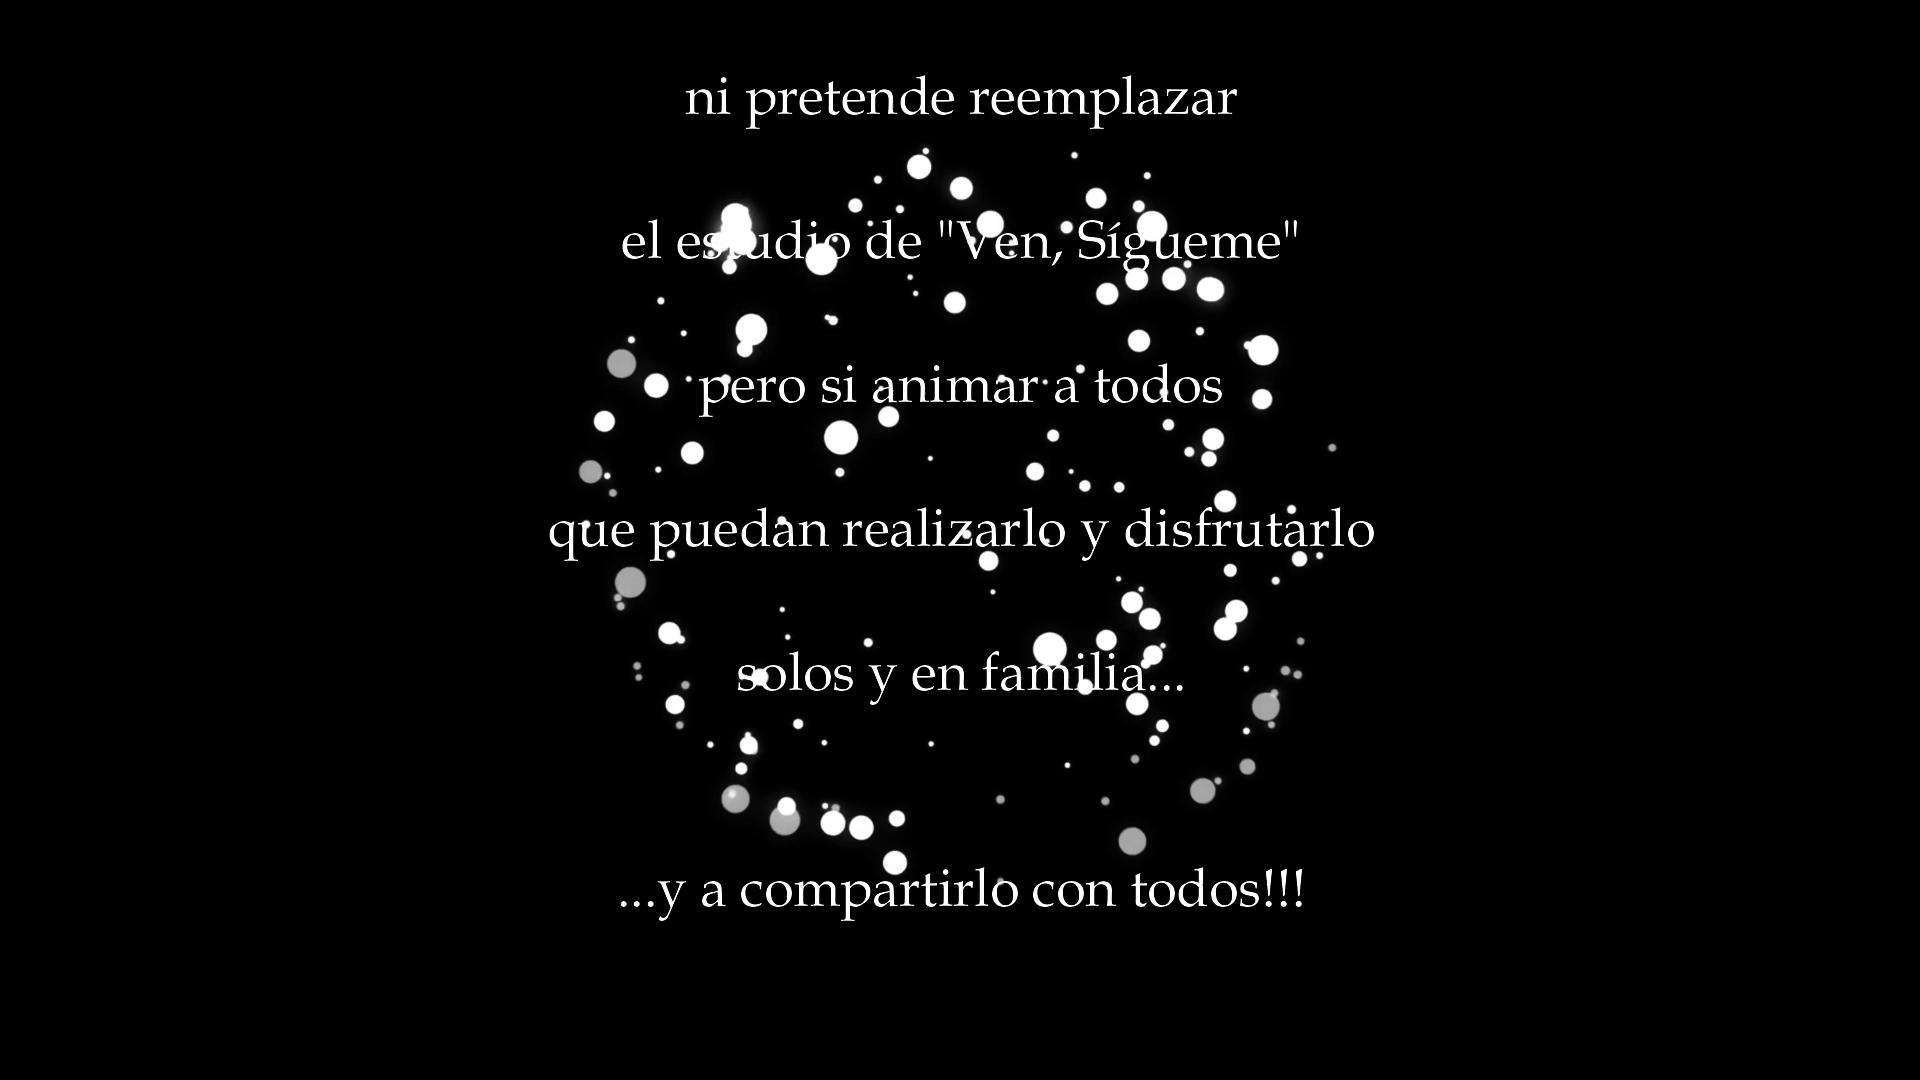 ni pretende reemplazar
el estudio de "Ven, Sígueme"
pero si animar a todos
que puedan realizarlo y disfrutarlo
solos y en familia...
...y a compartirlo con todos!!!